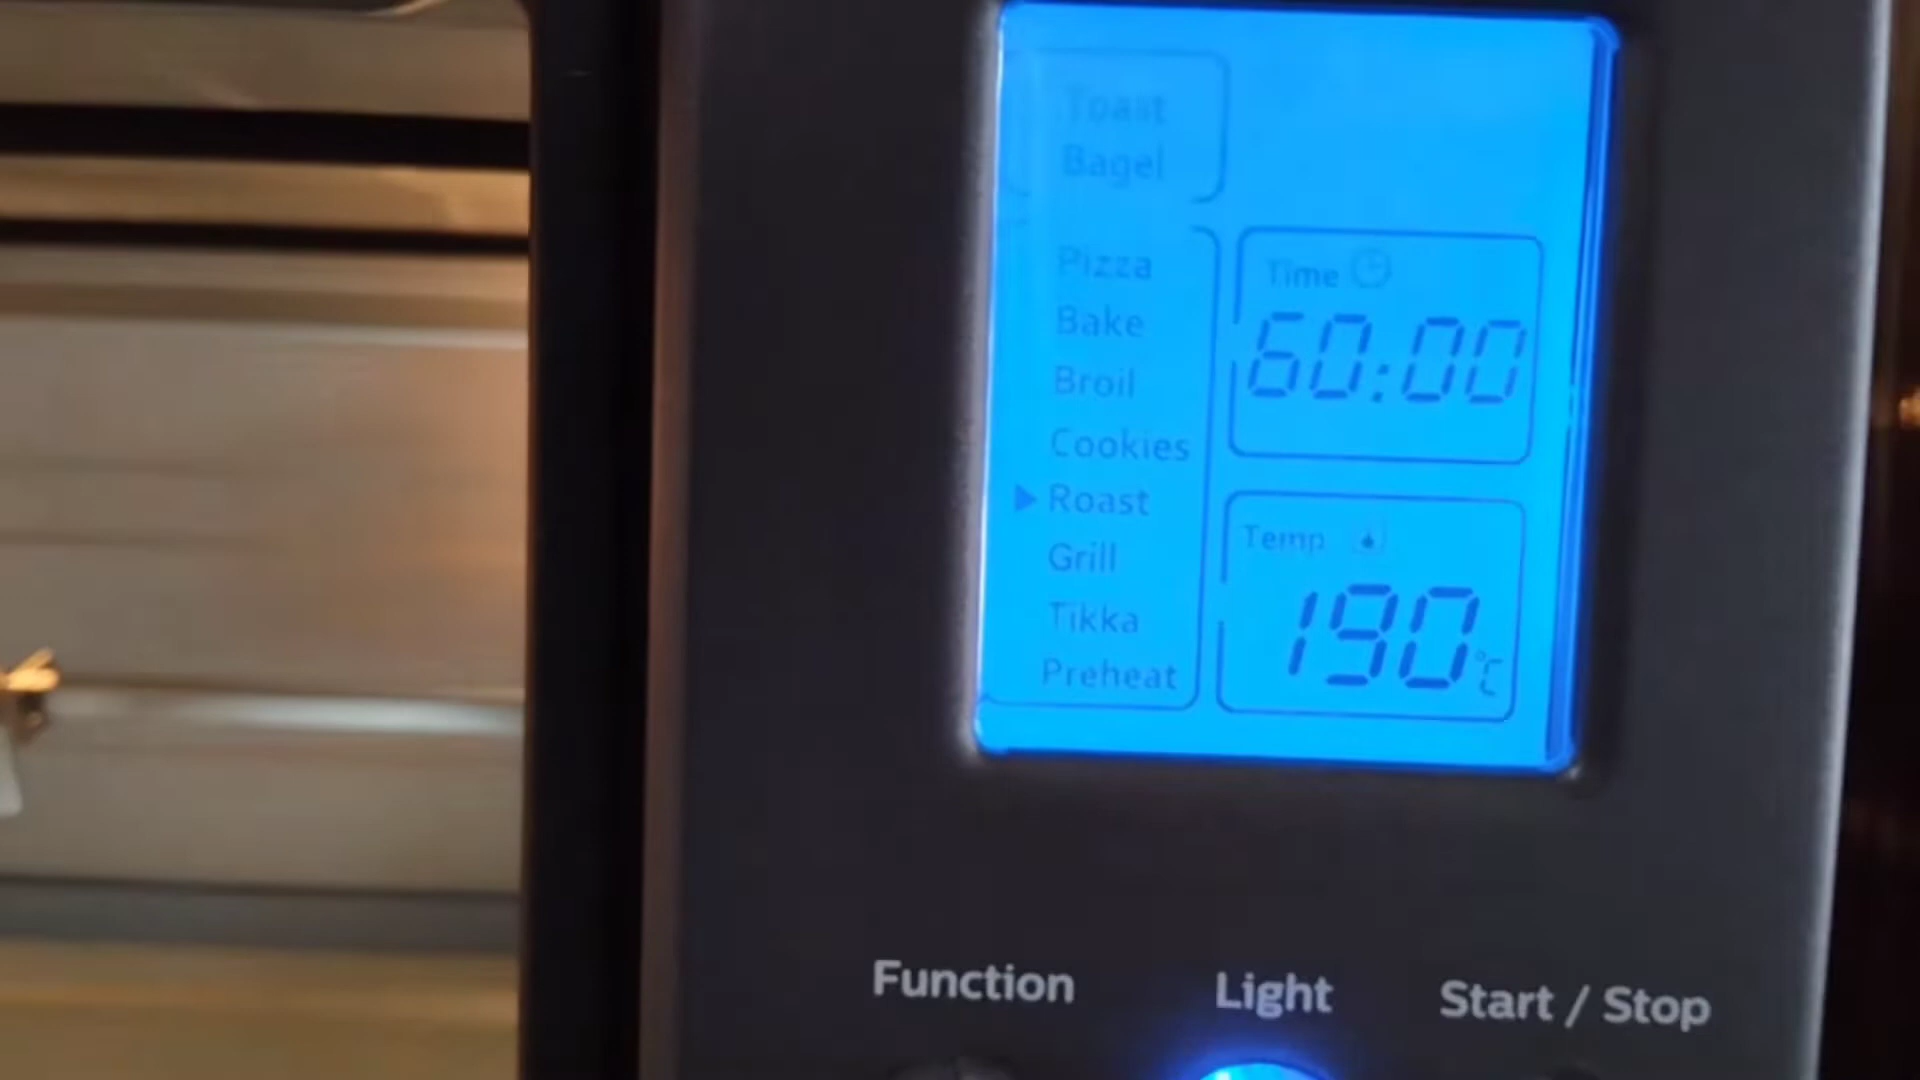 Toast
Bagel
Pizza
Bake
Broil
Cookies
Roast
Grill
Tikka
Preheat
Time
60:00
Temp
190°C
Function
Light
Start / Stop